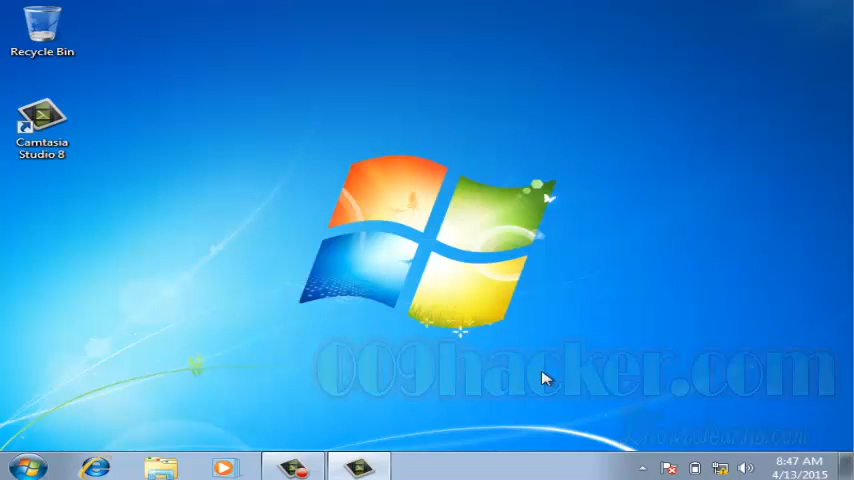 Recycle Bin
Camtasia
Studio 8
009hacker.com
8:47 AM
4/13/2015